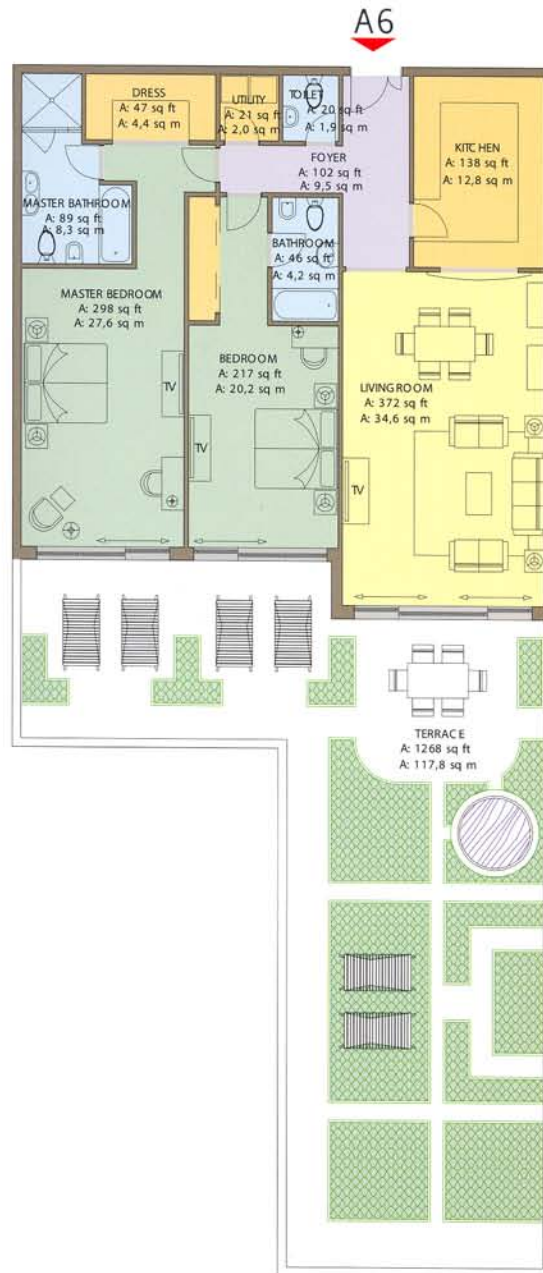 A6
DRESS
A: 47 sq ft
A: 4,4 sq m
UTILITY
A: 21 sq ft
A: 2,0 sq m
TOILET
A: 20 sq ft
A: 1,9 sq m
FOYER
A: 102 sq ft
A: 9,5 sq m
KITCHEN
A: 138 sq ft
A: 12,8 sq m
MASTER BATHROOM
A: 89 sq ft
A: 8,3 sq m
BATHROOM
A: 46 sq ft
A: 4,2 sq m
MASTER BEDROOM
A: 298 sq ft
A: 27,6 sq m
BEDROOM
A: 217 sq ft
A: 20,2 sq m
LIVING ROOM
A: 372 sq ft
A: 34,6 sq m
TV
TV
TV
TERRACE
A: 1268 sq ft
A: 117,8 sq m